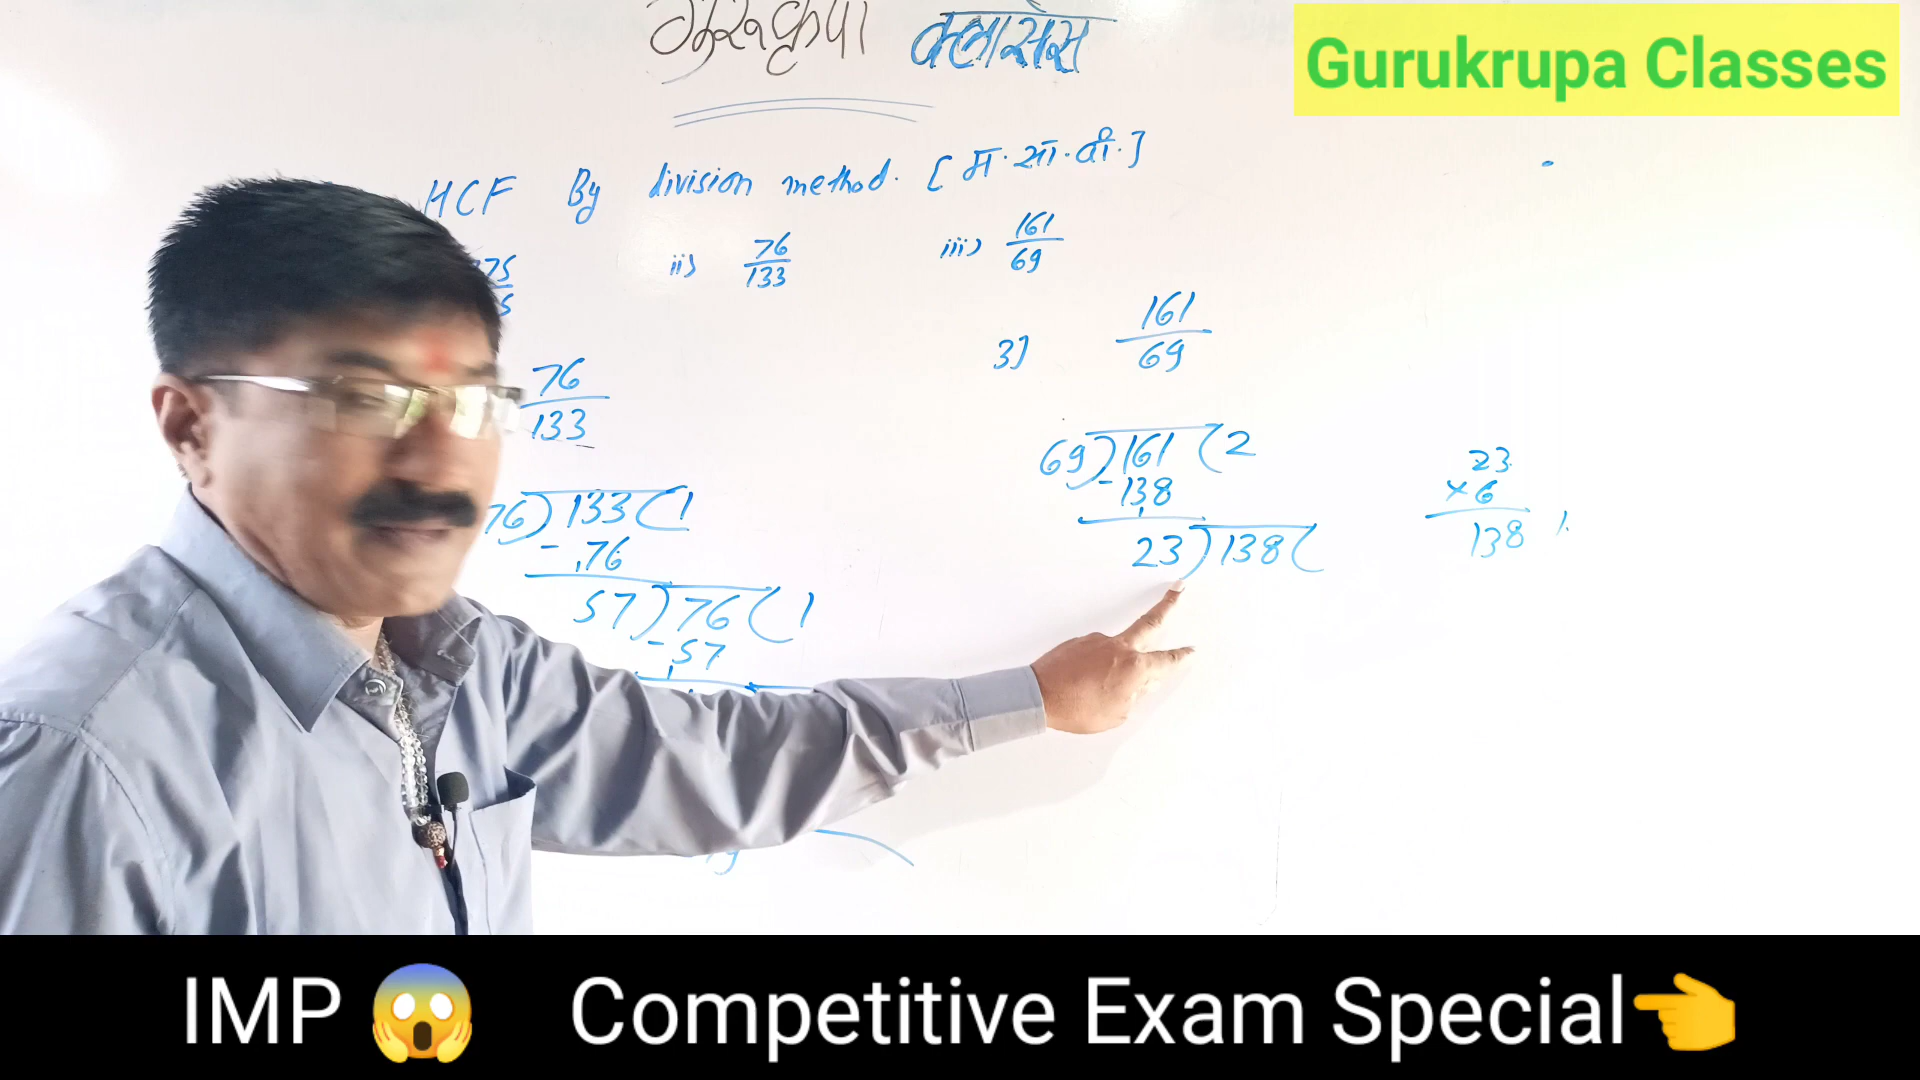 गुरुकृपा क्लासेस
Gurukrupa Classes
HCF By division method. [म.सा.वी.]
75
5
ii) 76/133
iii) 161/69
76/133
76) 133 (1
- 76
57) 76 (1
- 57
3] 161/69
69) 161 (2
- 138
23) 138 (
23
×6
138
IMP 😱 Competitive Exam Special👈